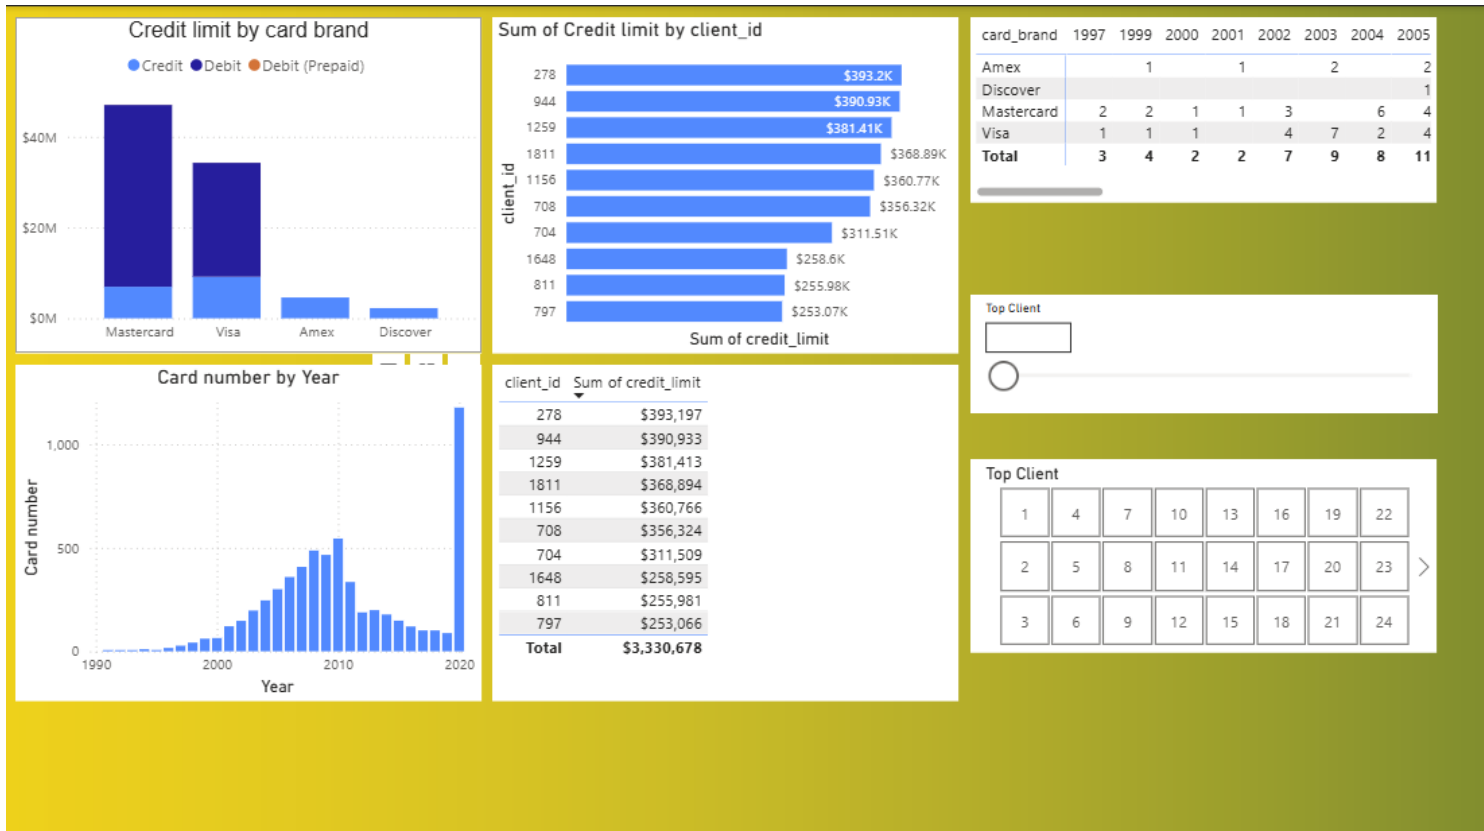 Credit limit by card brand
Credit Debit Debit (Prepaid)
$40M
$20M
$0M
Mastercard Visa Amex Discover
Sum of Credit limit by client_id
client_id
278 $393.2K
944 $390.93K
1259 $381.41K
1811 $368.89K
1156 $360.77K
708 $356.32K
704 $311.51K
1648 $258.6K
811 $255.98K
797 $253.07K
Sum of credit_limit
card_brand 1997 1999 2000 2001 2002 2003 2004 2005
Amex 1 1 2 2
Discover 1
Mastercard 2 2 1 1 3 6 4
Visa 1 1 1 4 7 2 4
Total 3 4 2 2 7 9 8 11
Top Client
Card number by Year
Card number
1,000
500
0
1990 2000 2010 2020
Year
client_id Sum of credit_limit
278 $393,197
944 $390,933
1259 $381,413
1811 $368,894
1156 $360,766
708 $356,324
704 $311,509
1648 $258,595
811 $255,981
797 $253,066
Total $3,330,678
Top Client
1 4 7 10 13 16 19 22
2 5 8 11 14 17 20 23
3 6 9 12 15 18 21 24